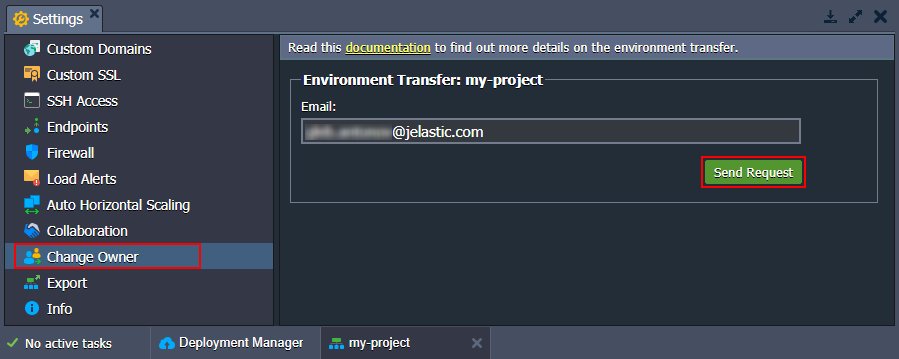 Settings
Custom Domains
Custom SSL
SSH Access
Endpoints
Firewall
Load Alerts
Auto Horizontal Scaling
Collaboration
Change Owner
Export
Info
Read this documentation to find out more details on the environment transfer.
Environment Transfer: my-project
Email:
@jelastic.com
Send Request
No active tasks
Deployment Manager
my-project